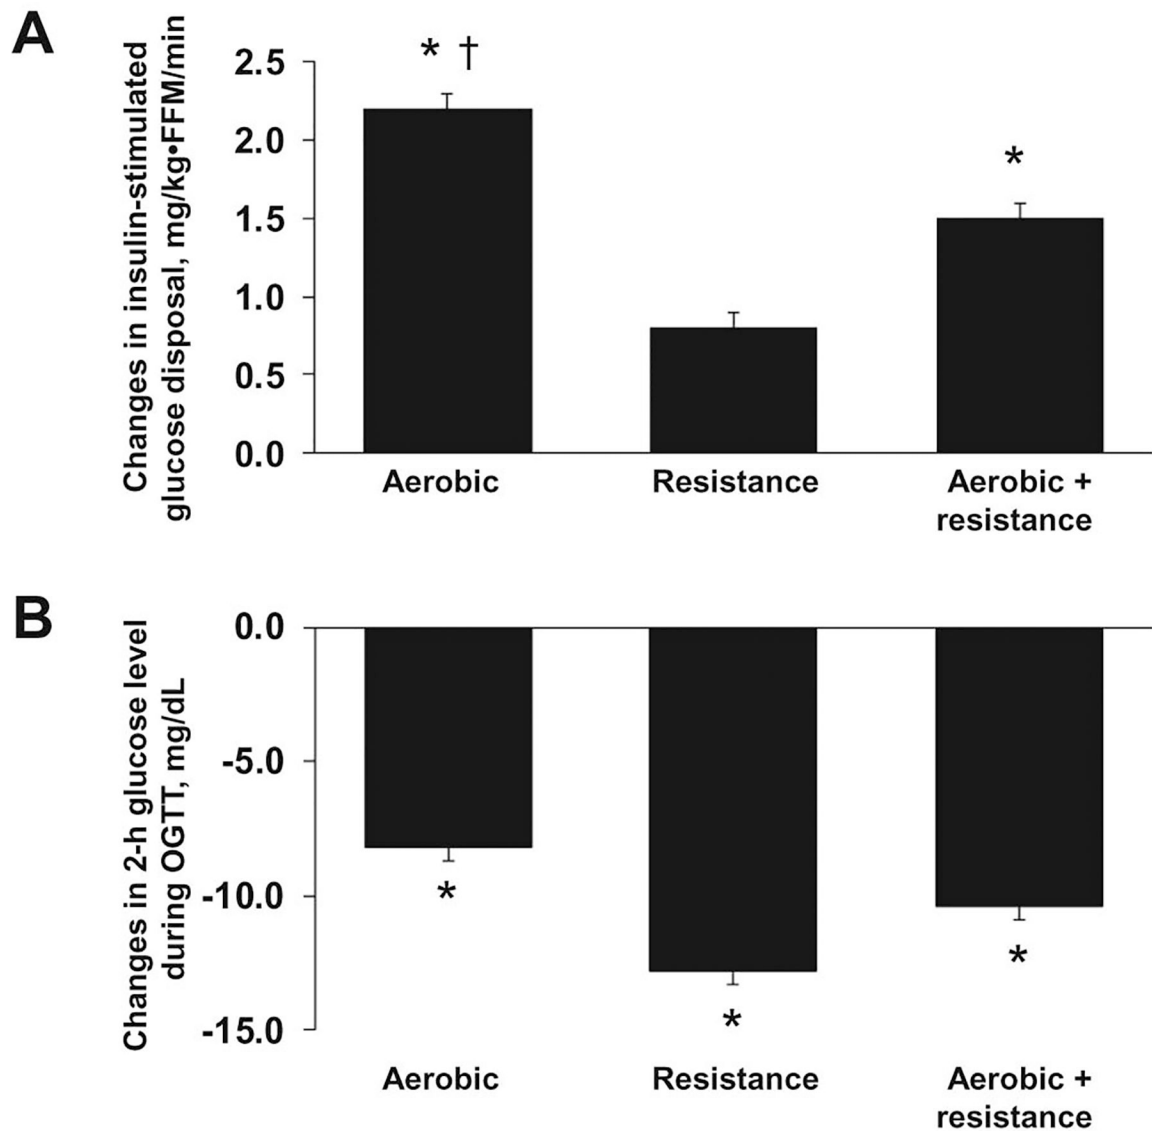 A
Changes in insulin-stimulated
glucose disposal, mg/kg•FFM/min
* †
2.5
2.0
*
1.5
1.0
0.5
0.0
Aerobic
Resistance
Aerobic +
resistance
B
Changes in 2-h glucose level
during OGTT, mg/dL
0.0
-5.0
-10.0
-15.0
*
*
*
Aerobic
Resistance
Aerobic +
resistance